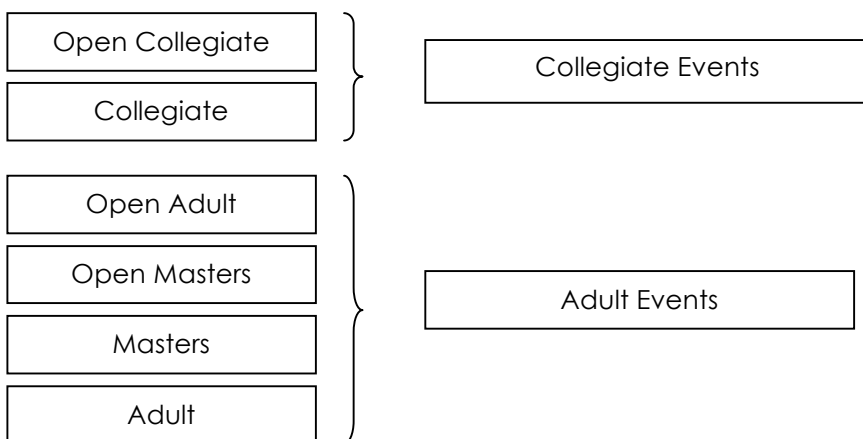 Open Collegiate
Collegiate
Collegiate Events
Open Adult
Open Masters
Masters
Adult
Adult Events